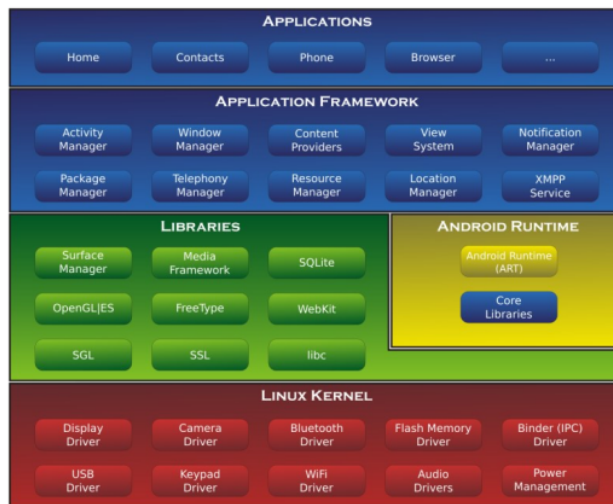 APPLICATIONS
Home
Contacts
Phone
Browser
...
APPLICATION FRAMEWORK
Activity
Manager
Window
Manager
Content
Providers
View
System
Notification
Manager
Package
Manager
Telephony
Manager
Resource
Manager
Location
Manager
XMPP
Service
LIBRARIES
Surface
Manager
Media
Framework
SQLite
OpenGL|ES
FreeType
WebKit
SGL
SSL
libc
ANDROID RUNTIME
Android Runtime
(ART)
Core
Libraries
LINUX KERNEL
Display
Driver
Camera
Driver
Bluetooth
Driver
Flash Memory
Driver
Binder (IPC)
Driver
USB
Driver
Keypad
Driver
WiFi
Driver
Audio
Drivers
Power
Management